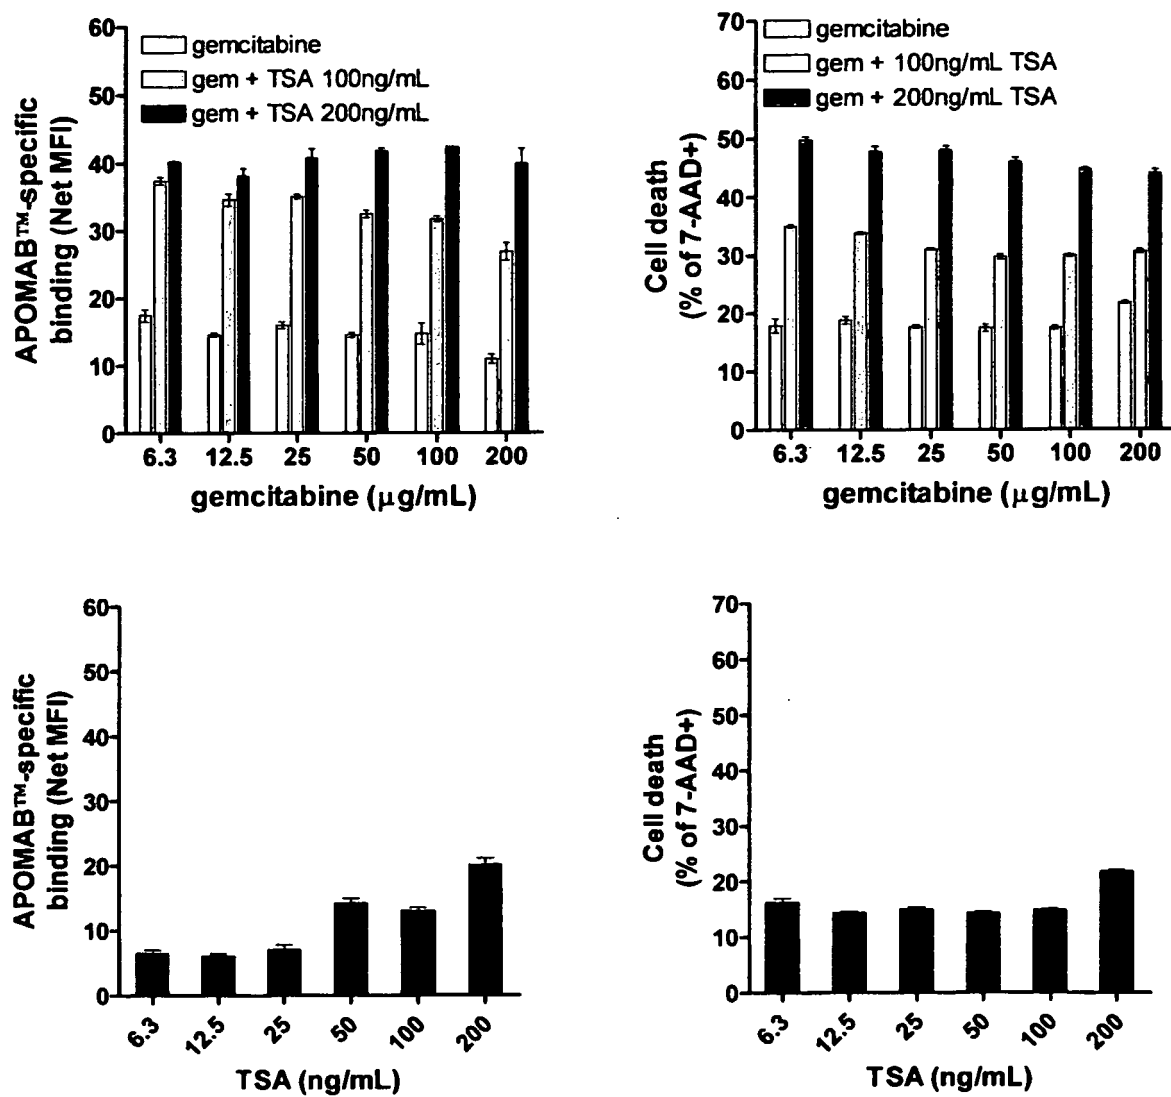 60
50
40
30
20
10
0
APOMAB™-specific
binding (Net MFI)
gemcitabine
gem + TSA 100ng/mL
gem + TSA 200ng/mL
6.3 12.5 25 50 100 200
gemcitabine (μg/mL)
70
60
50
40
30
20
10
0
Cell death
(% of 7-AAD+)
gemcitabine
gem + 100ng/mL TSA
gem + 200ng/mL TSA
6.3 12.5 25 50 100 200
gemcitabine (μg/mL)
60
50
40
30
20
10
0
APOMAB™-specific
binding (Net MFI)
6.3 12.5 25 50 100 200
TSA (ng/mL)
70
60
50
40
30
20
10
0
Cell death
(% of 7-AAD+)
6.3 12.5 25 50 100 200
TSA (ng/mL)